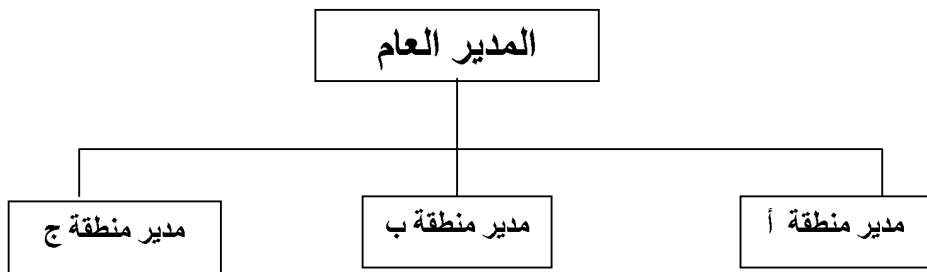 المدير العام
مدير منطقة أ
مدير منطقة ب
مدير منطقة ج